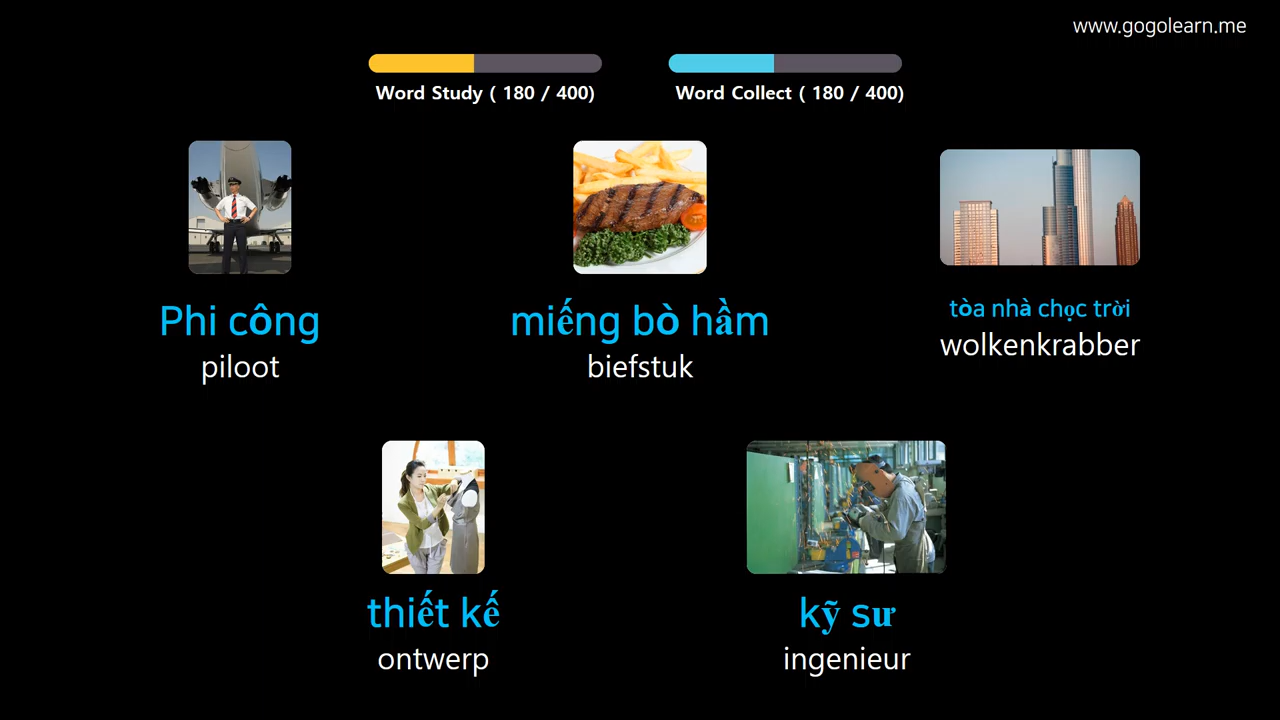 www.gogolearn.me
Word Study ( 180 / 400)
Word Collect ( 180 / 400)
Phi công
piloot
miếng bò hầm
biefstuk
tòa nhà chọc trời
wolkenkrabber
thiết kế
ontwerp
kỹ sư
ingenieur